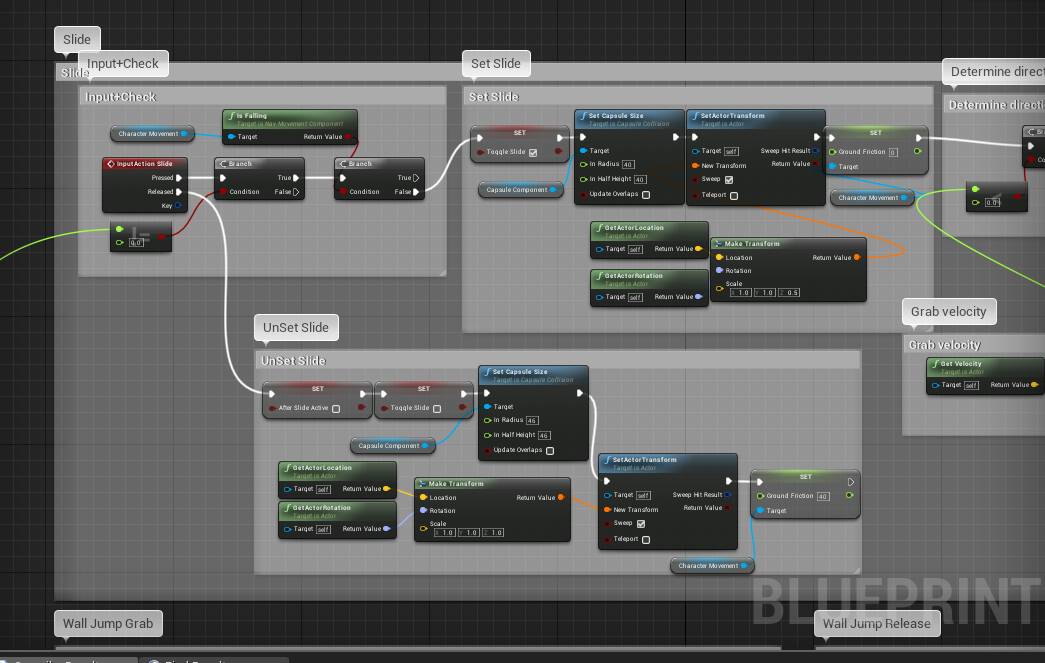 Slide
Input+Check
Set Slide
Determine direct
Slide
Input+Check
Set Slide
Determine directi
Is Falling
Target is Nav Movement Component
Character Movement
Target
Return Value
InputAction Slide
Pressed
Released
Key
Branch
True
Condition
False
Branch
True
Condition
False
!=
0.0
SET
Toggle Slide
Capsule Component
Set Capsule Size
Target is Capsule Collision
Target
In Radius 40
In Half Height 40
Update Overlaps
SetActorTransform
Target is Actor
Target self
Sweep Hit Result
New Transform
Return Value
Sweep
Teleport
SET
Ground Friction 0
Target
Character Movement
GetActorLocation
Target is Actor
Target self
Return Value
GetActorRotation
Target is Actor
Target self
Return Value
Make Transform
Location
Return Value
Rotation
Scale
X 1.0 Y 1.0 Z 0.5
0.0
Grab velocity
Grab velocity
Get Velocity
Target is Actor
Target self
Return Value
UnSet Slide
UnSet Slide
SET
After Slide Active
SET
Toggle Slide
Capsule Component
Set Capsule Size
Target is Capsule Collision
Target
In Radius 46
In Half Height 46
Update Overlaps
GetActorLocation
Target is Actor
Target self
Return Value
GetActorRotation
Target is Actor
Target self
Return Value
Make Transform
Location
Return Value
Rotation
Scale
X 1.0 Y 1.0 Z 1.0
SetActorTransform
Target is Actor
Target self
Sweep Hit Result
New Transform
Return Value
Sweep
Teleport
SET
Ground Friction 40
Target
Character Movement
BLUEPRINT
Wall Jump Grab
Wall Jump Release